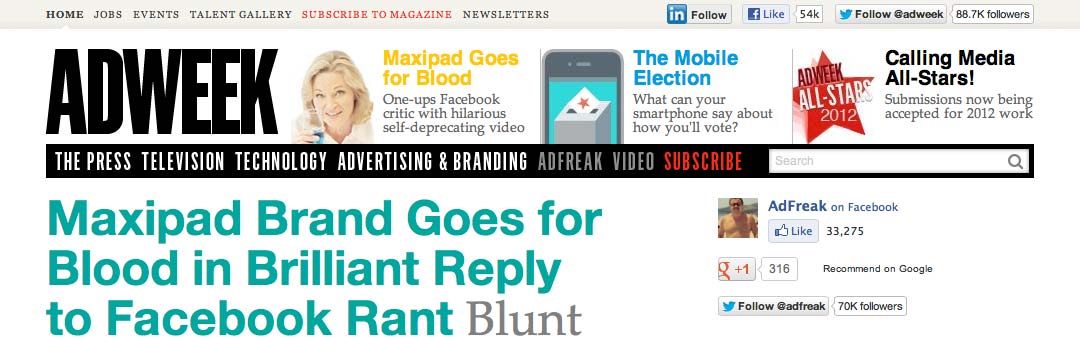 HOME JOBS EVENTS TALENT GALLERY SUBSCRIBE TO MAGAZINE NEWSLETTERS
in Follow Like 54k Follow @adweek 88.7K followers
ADWEEK
Maxipad Goes
for Blood
One-ups Facebook
critic with hilarious
self-deprecating video
The Mobile
Election
What can your
smartphone say about
how you'll vote?
ADWEEK
ALL-STARS
2012
Calling Media
All-Stars!
Submissions now being
accepted for 2012 work
THE PRESS TELEVISION TECHNOLOGY ADVERTISING & BRANDING ADFREAK VIDEO SUBSCRIBE Search
Maxipad Brand Goes for
Blood in Brilliant Reply
to Facebook Rant Blunt
AdFreak on Facebook
Like 33,275
g +1 316 Recommend on Google
Follow @adfreak 70K followers